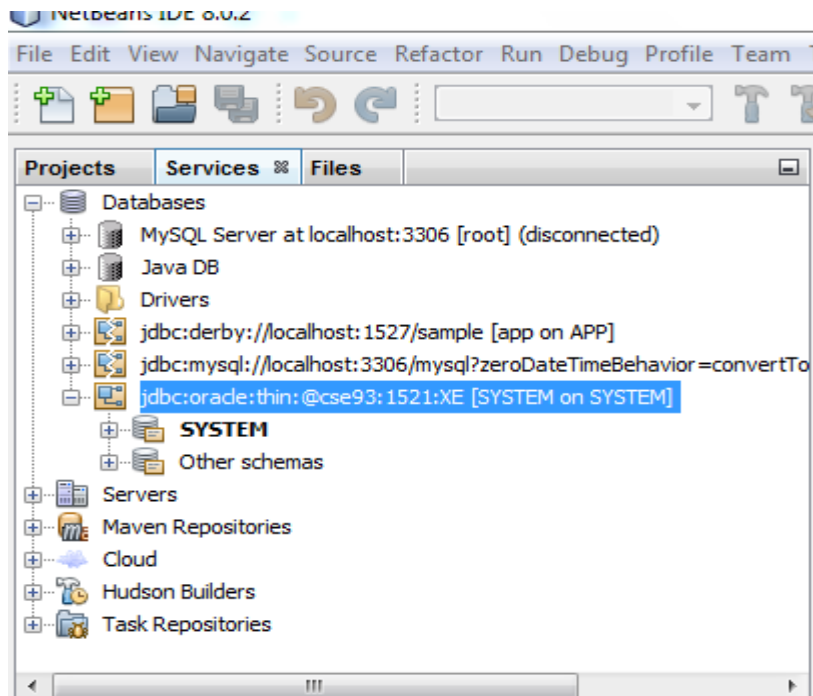 NetBeans IDE 8.0.2
File Edit View Navigate Source Refactor Run Debug Profile Team
Projects Services Files
Databases
MySQL Server at localhost:3306 [root] (disconnected)
Java DB
Drivers
jdbc:derby://localhost:1527/sample [app on APP]
jdbc:mysql://localhost:3306/mysql?zeroDateTimeBehavior=convertTo
jdbc:oracle:thin:@cse93:1521:XE [SYSTEM on SYSTEM]
SYSTEM
Other schemas
Servers
Maven Repositories
Cloud
Hudson Builders
Task Repositories